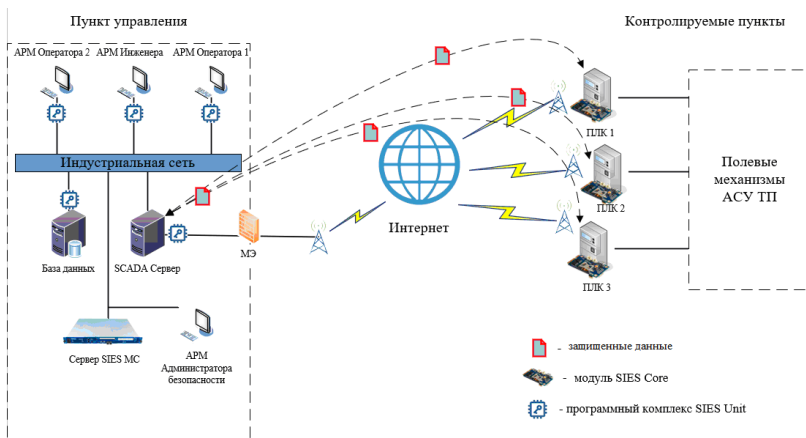 Пункт управления
Контролируемые пункты
АРМ Оператора 2
АРМ Инженера
АРМ Оператора 1
Индустриальная сеть
База данных
SCADA Сервер
МЭ
Интернет
ПЛК 1
ПЛК 2
ПЛК 3
Полевые
механизмы
АСУ ТП
Сервер SIES MC
АРМ
Администратора
безопасности
- защищенные данные
- модуль SIES Core
- программный комплекс SIES Unit